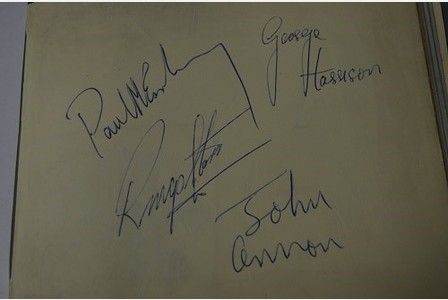 Paul McCartney
George
Harrison
Ringo Starr
John
Lennon